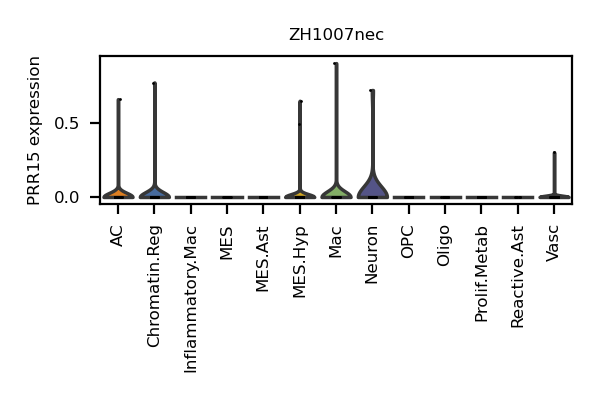 ZH1007nec
PRR15 expression
0.5
0.0
AC
Chromatin.Reg
Inflammatory.Mac
MES
MES.Ast
MES.Hyp
Mac
Neuron
OPC
Oligo
Prolif.Metab
Reactive.Ast
Vasc